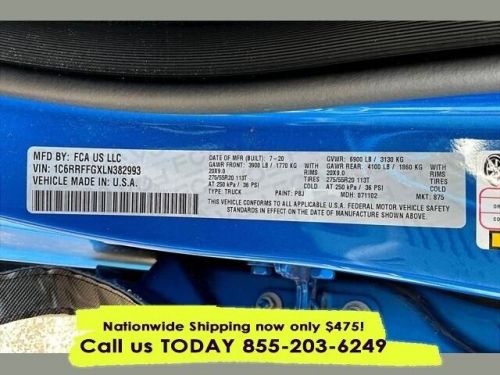 MFD BY: FCA US LLC
VIN: 1C6RRFFGXLN382993
VEHICLE MADE IN U.S.A.
DATE OF MFR (BUILT): 7-20
GAWR FRONT: 3900 LB / 1770 KG
20X9.0 RIMS
275/55R20 113T TIRES
AT 250 kPa / 36 PSI
TYPE: TRUCK PAINT: PBJ
GVWR: 6900 LB / 3130 KG
GAWR REAR: 4100 LB / 1860 KG
20X9.0 RIMS
275/55R20 113T TIRES
AT 250 kPa / 36 PSI
MDH: 071102 MKT: 875
THIS VEHICLE CONFORMS TO ALL APPLICABLE U.S.A. FEDERAL MOTOR VEHICLE SAFETY
STANDARDS IN EFFECT ON THE DATE OF MANUFACTURE SHOWN ABOVE.
Nationwide Shipping now only $475!
Call us TODAY 855-203-6249